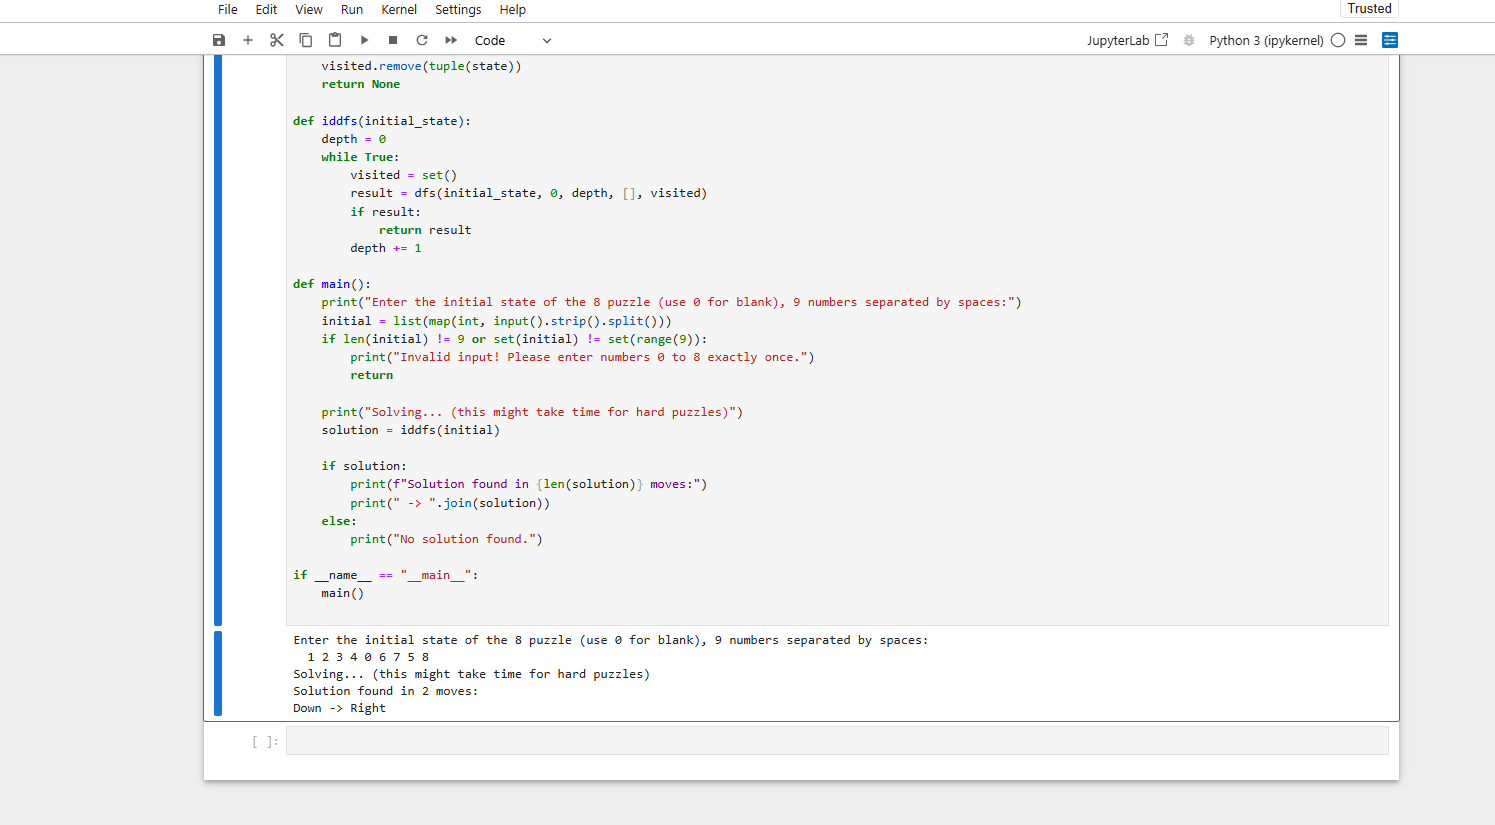 File Edit View Run Kernel Settings Help
Trusted
Code
JupyterLab
Python 3 (ipykernel)
    visited.remove(tuple(state))
    return None

def iddfs(initial_state):
    depth = 0
    while True:
        visited = set()
        result = dfs(initial_state, 0, depth, [], visited)
        if result:
            return result
        depth += 1

def main():
    print("Enter the initial state of the 8 puzzle (use 0 for blank), 9 numbers separated by spaces:")
    initial = list(map(int, input().strip().split()))
    if len(initial) != 9 or set(initial) != set(range(9)):
        print("Invalid input! Please enter numbers 0 to 8 exactly once.")
        return

    print("Solving... (this might take time for hard puzzles)")
    solution = iddfs(initial)

    if solution:
        print(f"Solution found in {len(solution)} moves:")
        print(" -> ".join(solution))
    else:
        print("No solution found.")

if __name__ == "__main__":
    main()

Enter the initial state of the 8 puzzle (use 0 for blank), 9 numbers separated by spaces:
  1 2 3 4 0 6 7 5 8
Solving... (this might take time for hard puzzles)
Solution found in 2 moves:
Down -> Right
[ ]: